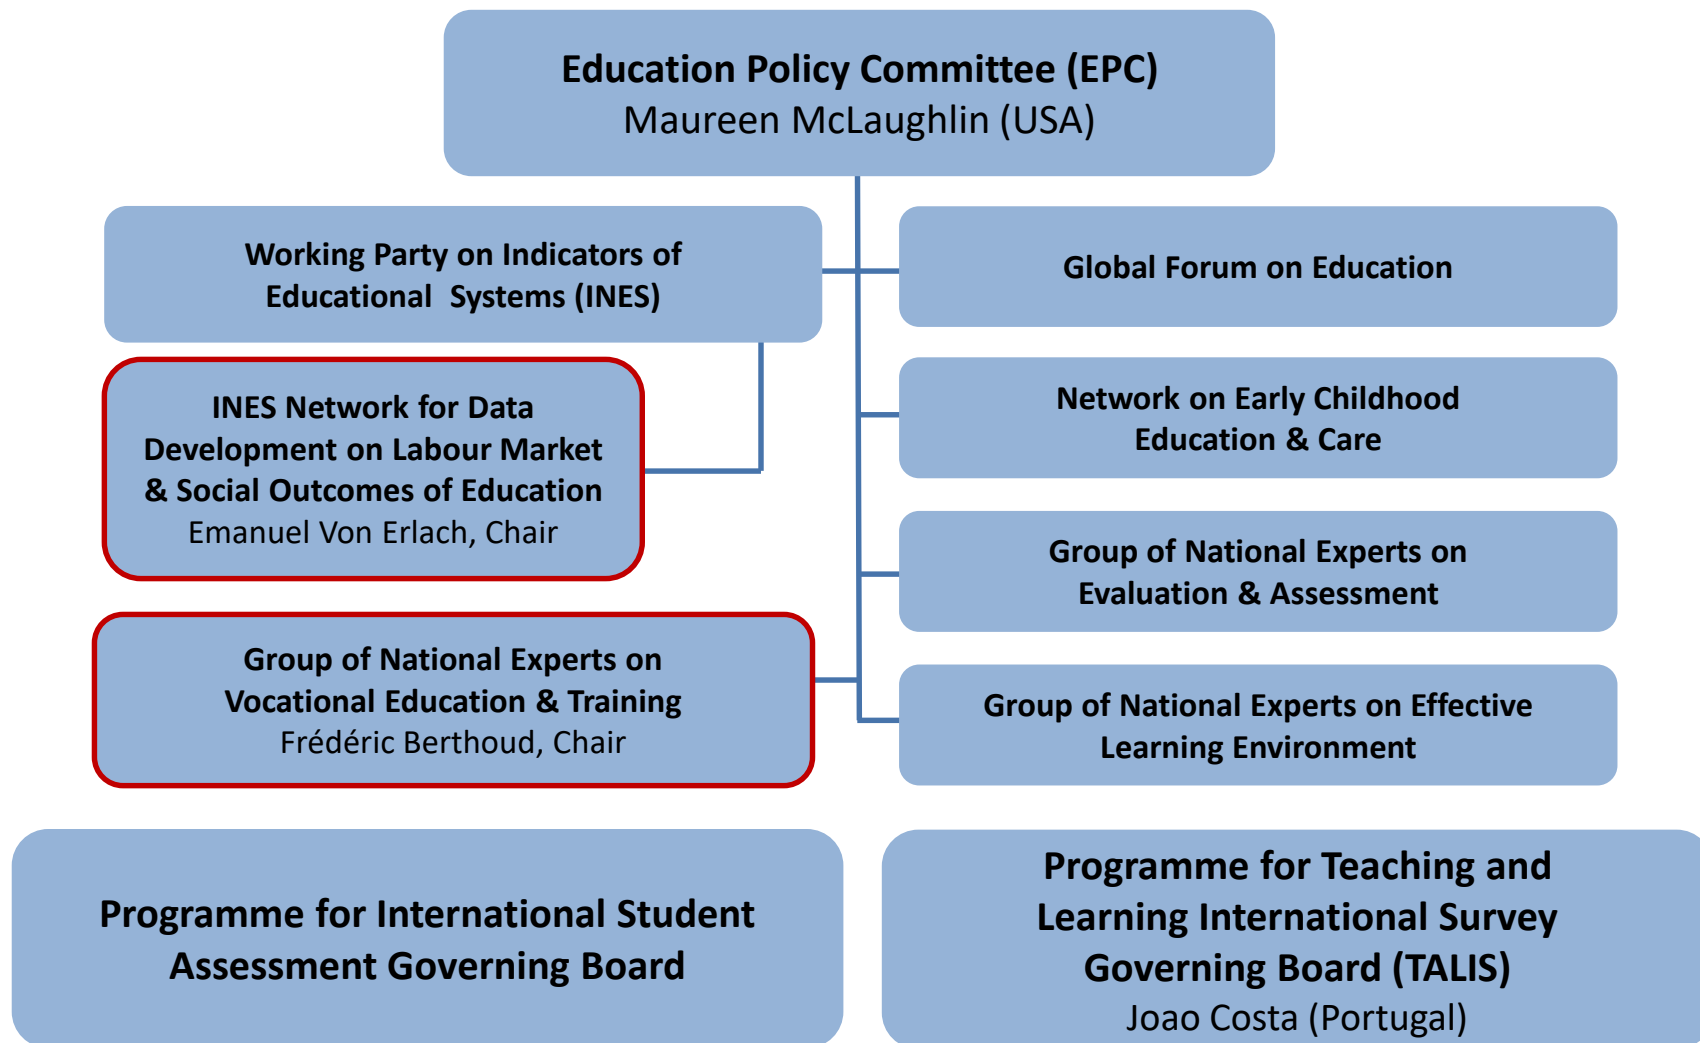 Education Policy Committee (EPC)
Maureen McLaughlin (USA)
Working Party on Indicators of
Educational  Systems (INES)
Global Forum on Education
INES Network for Data
Development on Labour Market
& Social Outcomes of Education
Emanuel Von Erlach, Chair
Network on Early Childhood
Education & Care
Group of National Experts on
Evaluation & Assessment
Group of National Experts on
Vocational Education & Training
Frédéric Berthoud, Chair
Group of National Experts on Effective
Learning Environment
Programme for International Student
Assessment Governing Board
Programme for Teaching and
Learning International Survey
Governing Board (TALIS)
Joao Costa (Portugal)